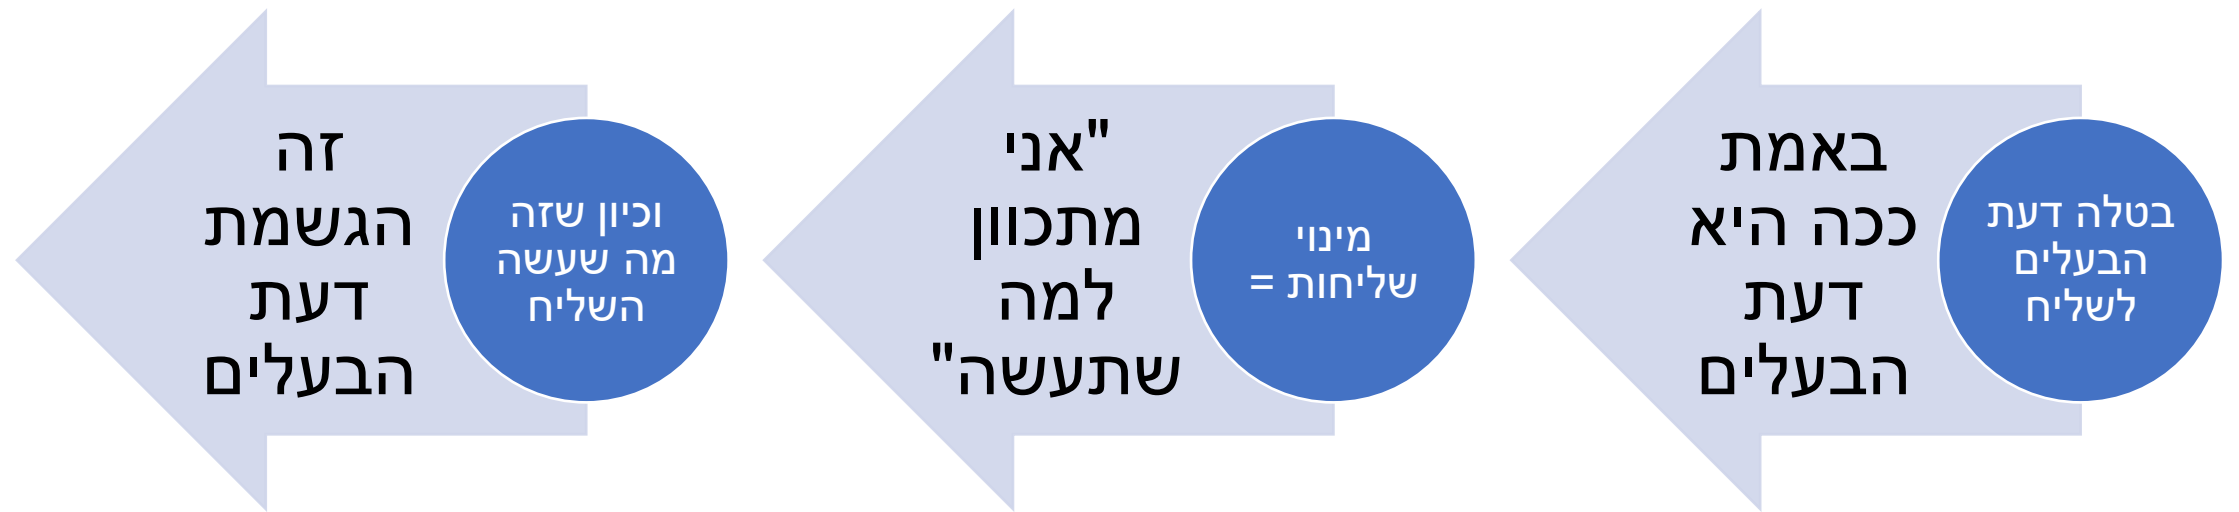 בטלה דעת
הבעלים
לשליח
באמת
ככה היא
דעת
הבעלים
מינוי
שליחות =
"אני
מתכוון
למה
שתעשה"
וכיון שזה
מה שעשה
השליח
זה
הגשמת
דעת
הבעלים